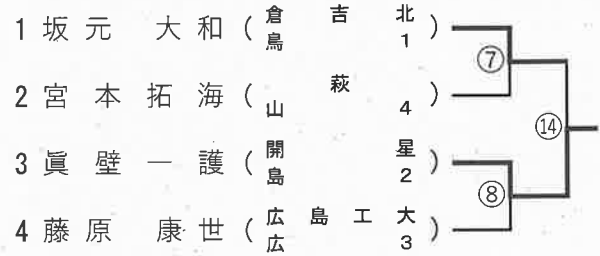 1 坂元 大和 (倉吉北 鳥1)
⑦
2 宮本拓海 (萩 山4)
⑭
3 眞壁一護 (開星 島2)
⑧
4 藤原 康世 (広島工大 広3)